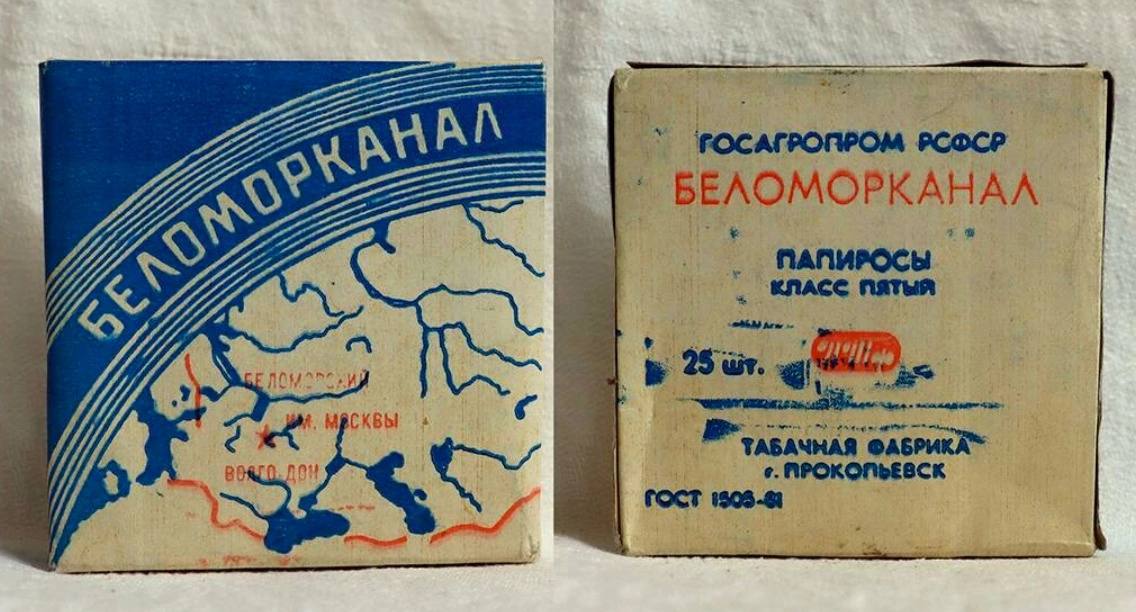 БЕЛОМОРКАНАЛ
БЕЛОМОРСКИЙ
ИМ. МОСКВЫ
ВОЛГО-ДОН
ГОСАГРОПРОМ РСФСР
БЕЛОМОРКАНАЛ
ПАПИРОСЫ
КЛАСС ПЯТЫЙ
25 шт.
ТАБАЧНАЯ ФАБРИКА
г. ПРОКОПЬЕВСК
ГОСТ 1505-81